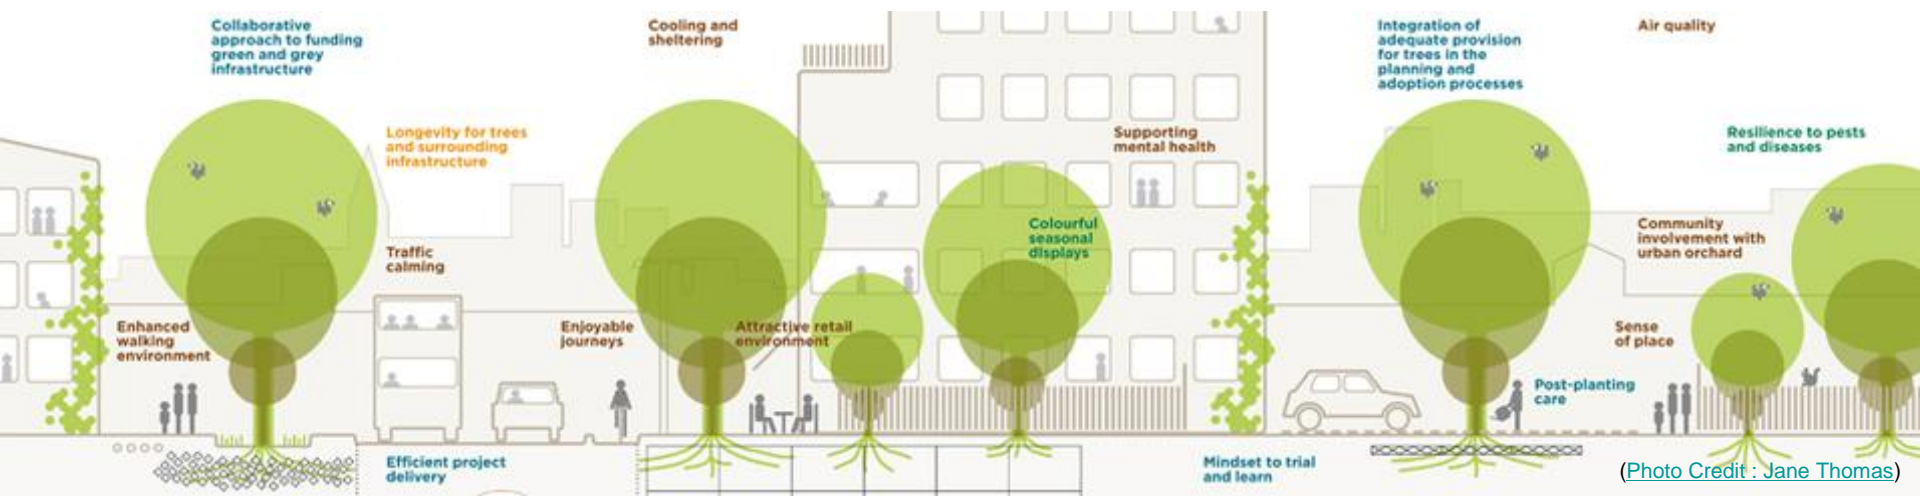 Collaborative
approach to funding
green and grey
infrastructure
Cooling and
sheltering
Integration of
adequate provision
for trees in the
planning and
adoption processes
Air quality
Longevity for trees
and surrounding
infrastructure
Supporting
mental health
Resilience to pests
and diseases
Colourful
seasonal
displays
Community
involvement with
urban orchard
Traffic
calming
Enhanced
walking
environment
Enjoyable
journeys
Attractive retail
environment
Sense
of place
Post-planting
care
Efficient project
delivery
Mindset to trial
and learn
(Photo Credit : Jane Thomas)